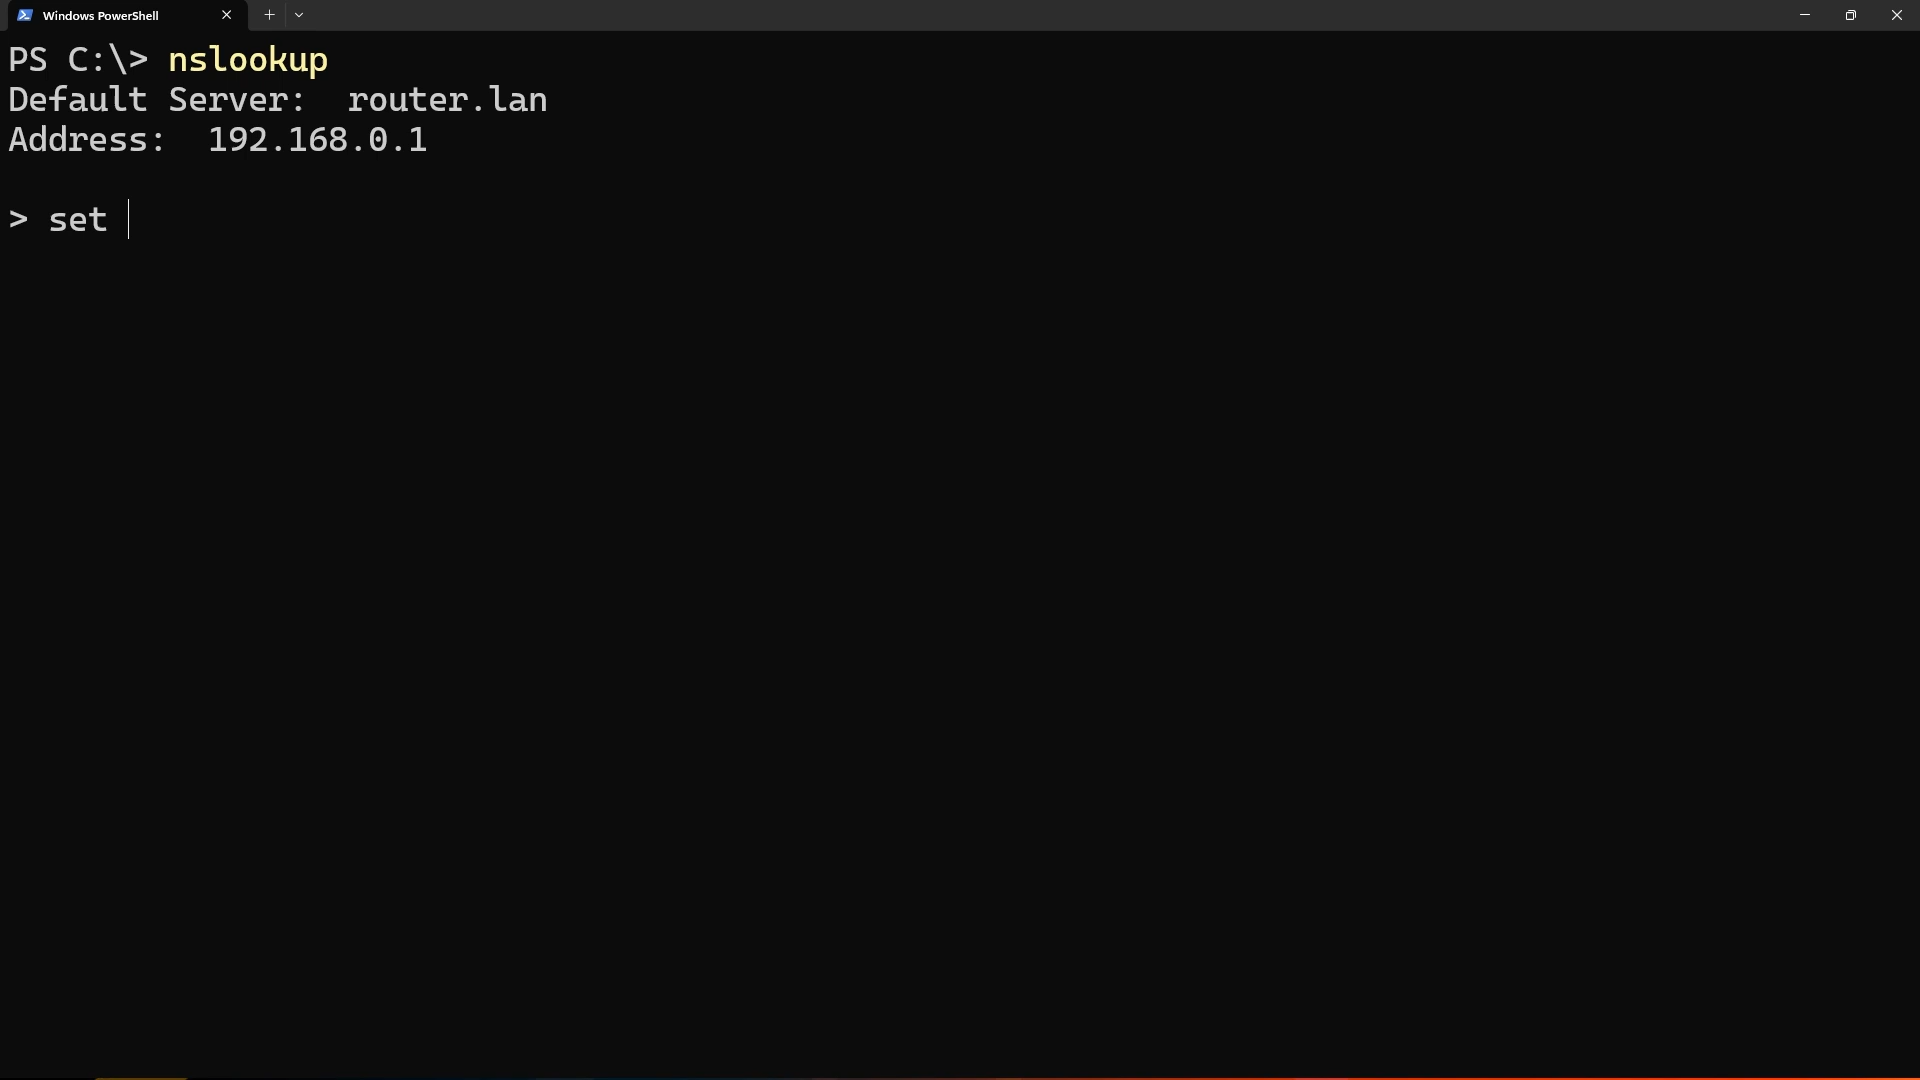 Windows PowerShell
PS C:\> nslookup
Default Server:  router.lan
Address:  192.168.0.1
> set